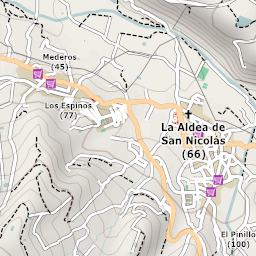 Mederos
(45)
Los Espinos
(77)
La Aldea de
San Nicolás
(66)
El Pinillo
(100)